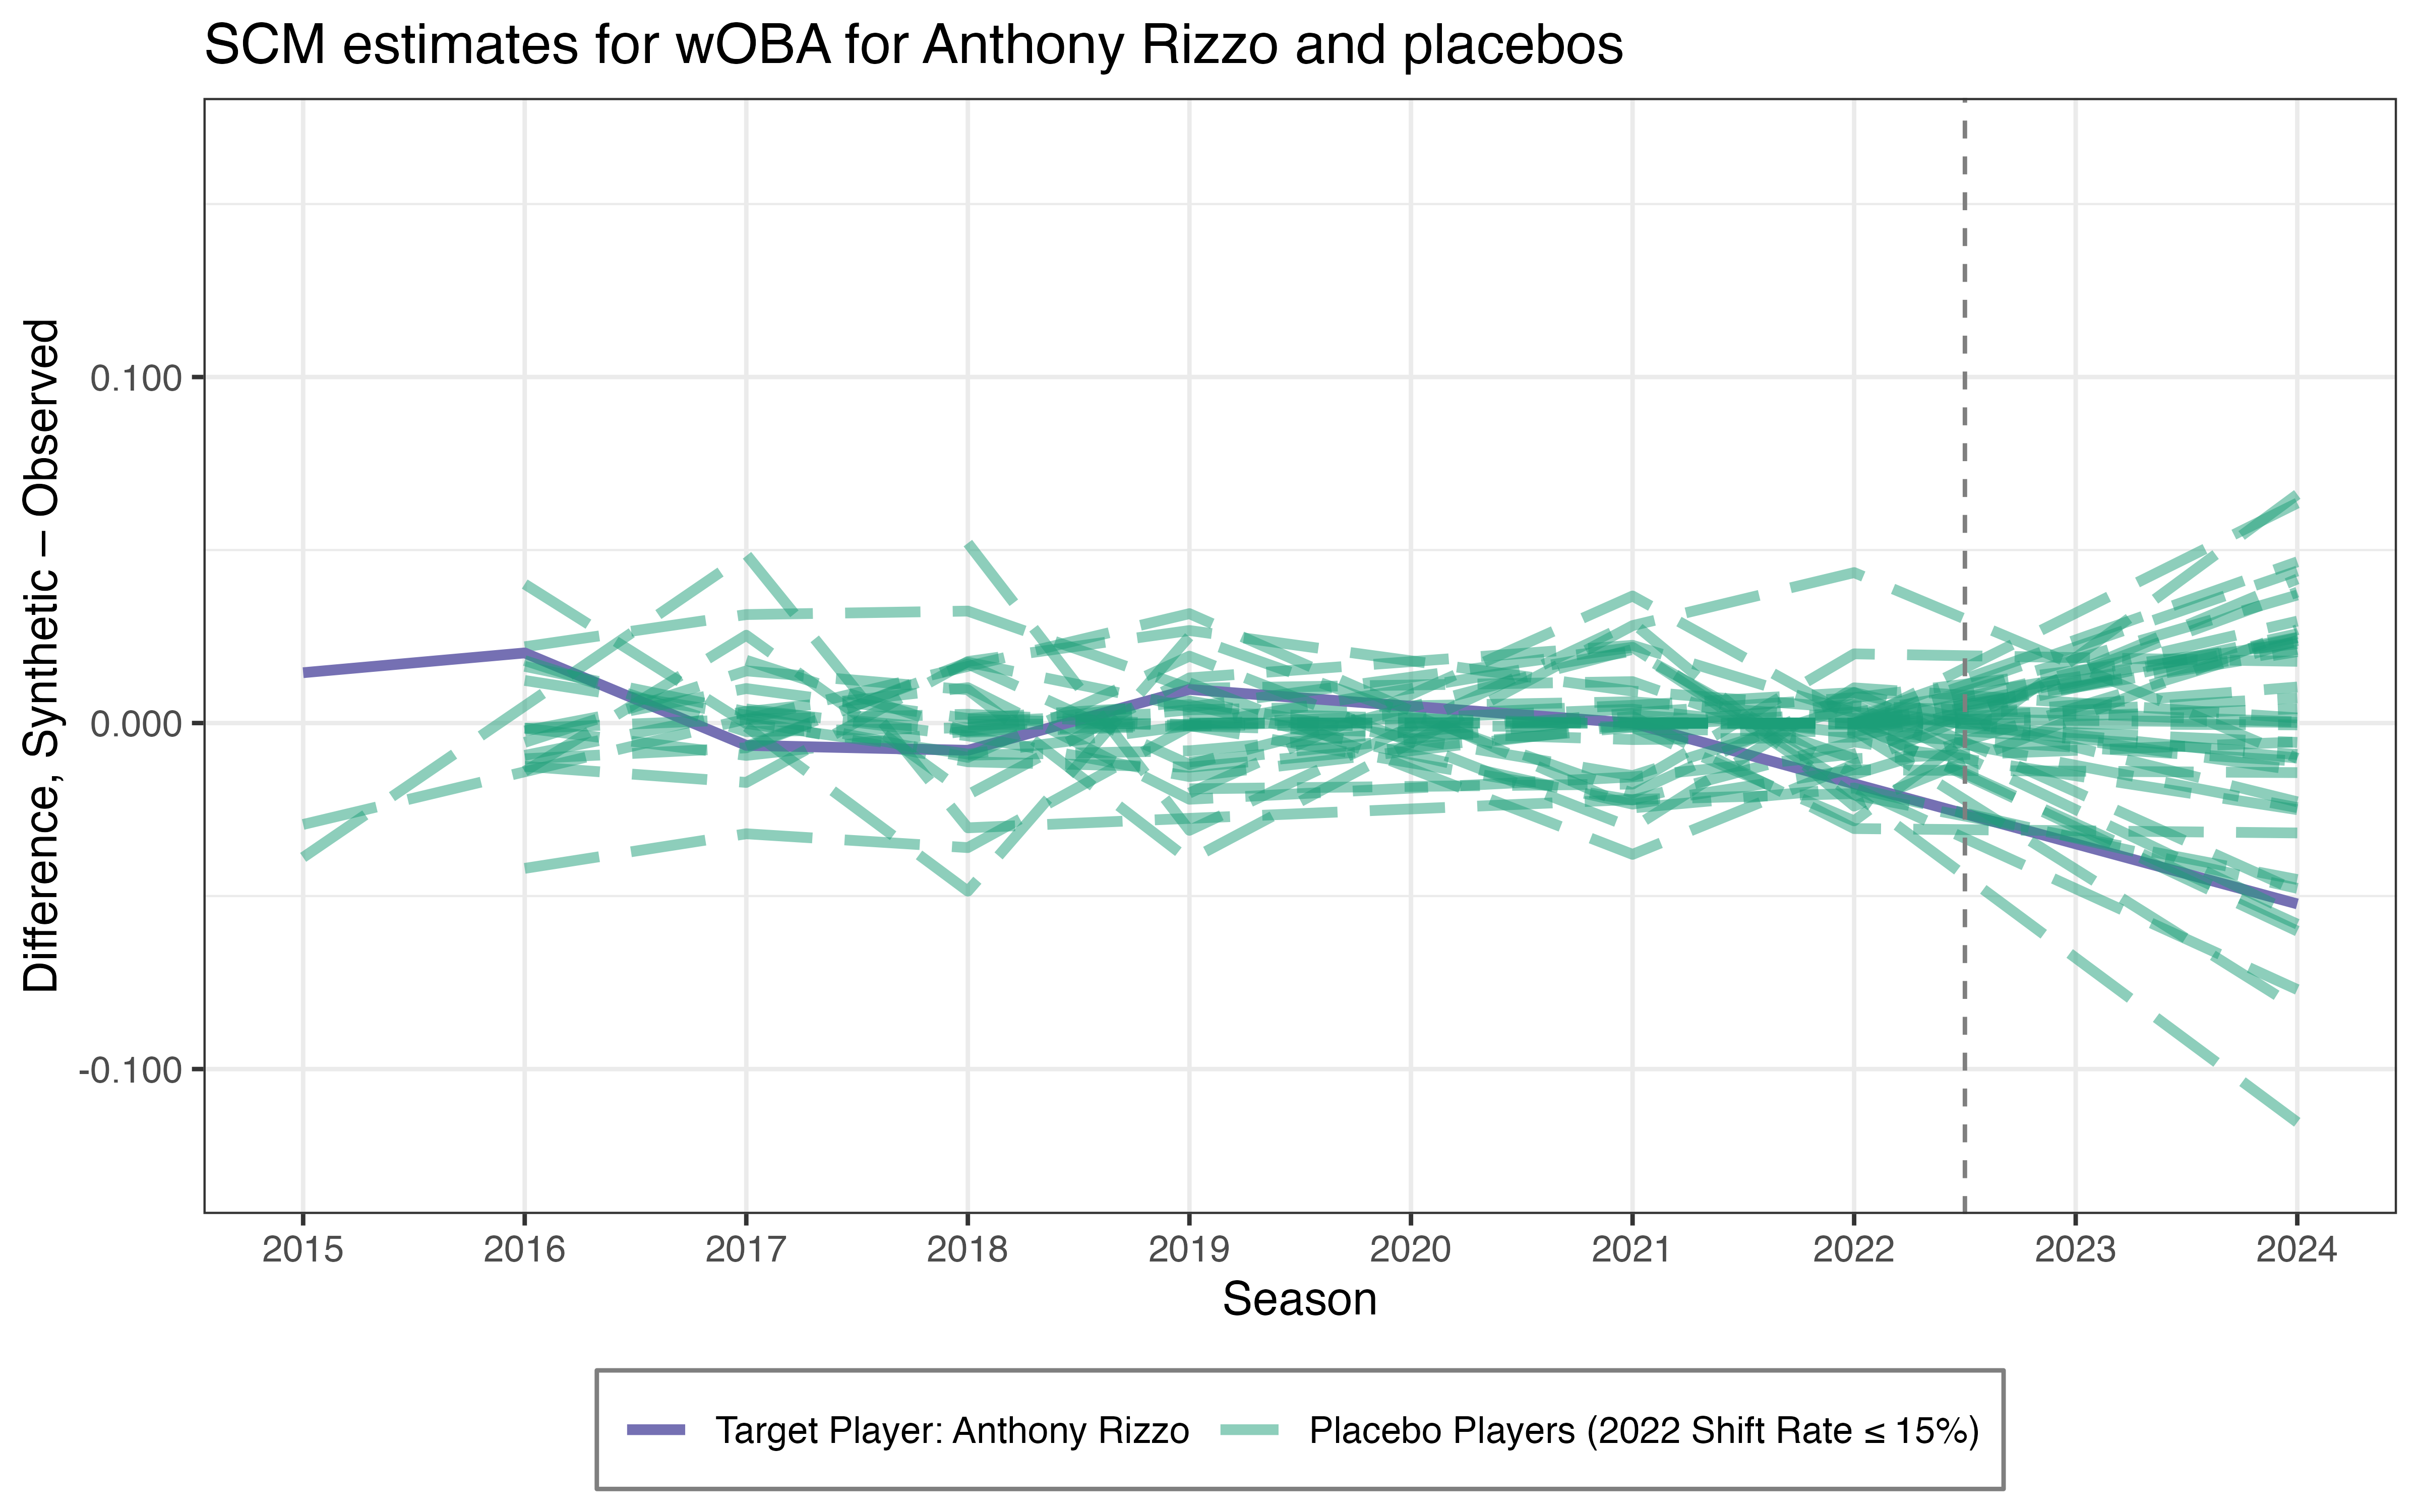 SCM estimates for wOBA for Anthony Rizzo and placebos
Difference, Synthetic − Observed
0.100
0.000
-0.100
2015 2016 2017 2018 2019 2020 2021 2022 2023 2024
Season
Target Player: Anthony Rizzo Placebo Players (2022 Shift Rate ≤ 15%)